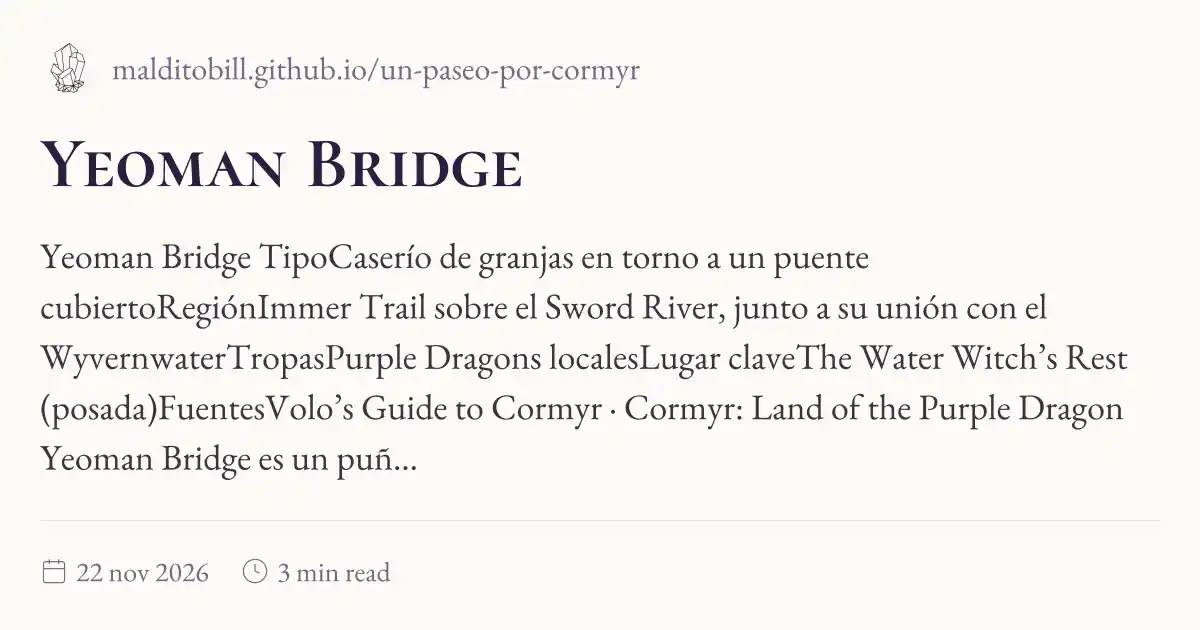 malditobill.github.io/un-paseo-por-cormyr
Yeoman Bridge
Yeoman Bridge TipoCaserío de granjas en torno a un puente
cubiertoRegiónImmer Trail sobre el Sword River, junto a su unión con el
WyvernwaterTropasPurple Dragons localesLugar claveThe Water Witch’s Rest
(posada)FuentesVolo’s Guide to Cormyr · Cormyr: Land of the Purple Dragon
Yeoman Bridge es un puñ...
22 nov 2026 3 min read